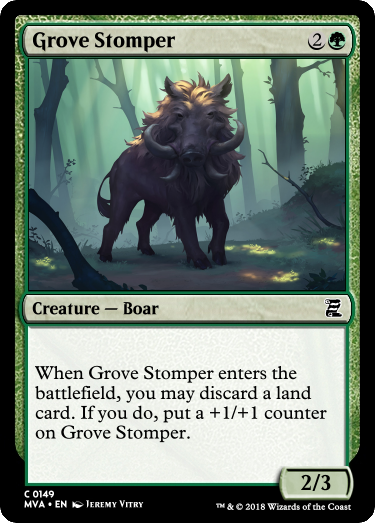 Grove Stomper 2
Creature — Boar
When Grove Stomper enters the
battlefield, you may discard a land
card. If you do, put a +1/+1 counter
on Grove Stomper.
2/3
C 0149
MVA • EN Jeremy Vitry
™ & © 2018 Wizards of the Coast